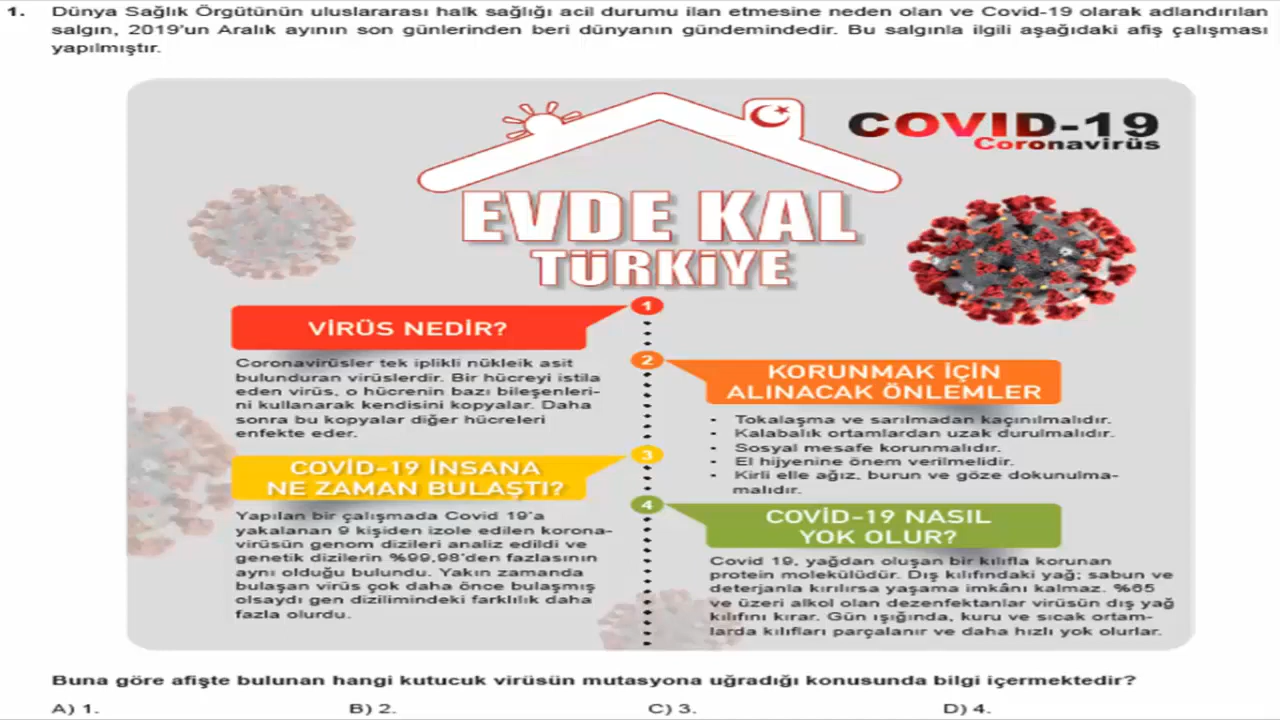 1. Dünya Sağlık Örgütünün uluslararası halk sağlığı acil durumu ilan etmesine neden olan ve Covid-19 olarak adlandırılan
salgın, 2019'un Aralık ayının son günlerinden beri dünyanın gündemindedir. Bu salgınla ilgili aşağıdaki afiş çalışması
yapılmıştır.
COVID-19
Coronavirüs
EVDE KAL
TÜRKİYE
1
VİRÜS NEDİR?
Coronavirüsler tek iplikli nükleik asit
bulunduran virüslerdir. Bir hücreyi istila
eden virüs, o hücrenin bazı bileşenleri-
ni kullanarak kendisini kopyalar. Daha
sonra bu kopyalar diğer hücreleri
enfekte eder.
2
KORUNMAK İÇİN
ALINACAK ÖNLEMLER
• Tokalaşma ve sarılmadan kaçınılmalıdır.
• Kalabalık ortamlardan uzak durulmalıdır.
• Sosyal mesafe korunmalıdır.
• El hijyenine önem verilmelidir.
• Kirli elle ağız, burun ve göze dokunulma-
malıdır.
3
COVİD-19 İNSANA
NE ZAMAN BULAŞTI?
Yapılan bir çalışmada Covid 19'a
yakalanan 9 kişiden izole edilen korona-
virüsün genom dizileri analiz edildi ve
genetik dizilerin %99,98'den fazlasının
aynı olduğu bulundu. Yakın zamanda
bulaşan virüs çok daha önce bulaşmış
olsaydı gen dizilimindeki farklılık daha
fazla olurdu.
4
COVİD-19 NASIL
YOK OLUR?
Covid 19, yağdan oluşan bir kılıfla korunan
protein molekülüdür. Dış kılıfındaki yağ; sabun ve
deterjanla kırılırsa yaşama imkânı kalmaz. %65
ve üzeri alkol olan dezenfektanlar virüsün dış yağ
kılıfını kırar. Gün ışığında, kuru ve sıcak ortam-
larda kılıfları parçalanır ve daha hızlı yok olurlar.
Buna göre afişte bulunan hangi kutucuk virüsün mutasyona uğradığı konusunda bilgi içermektedir?
A) 1. B) 2. C) 3. D) 4.